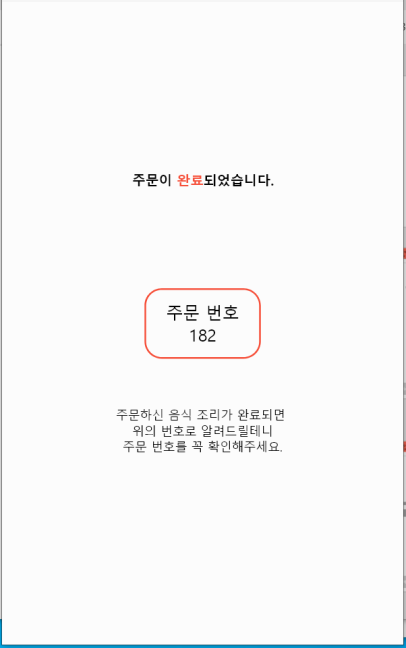 주문이 완료되었습니다.
주문 번호
182
주문하신 음식 조리가 완료되면
위의 번호로 알려드릴테니
주문 번호를 꼭 확인해주세요.